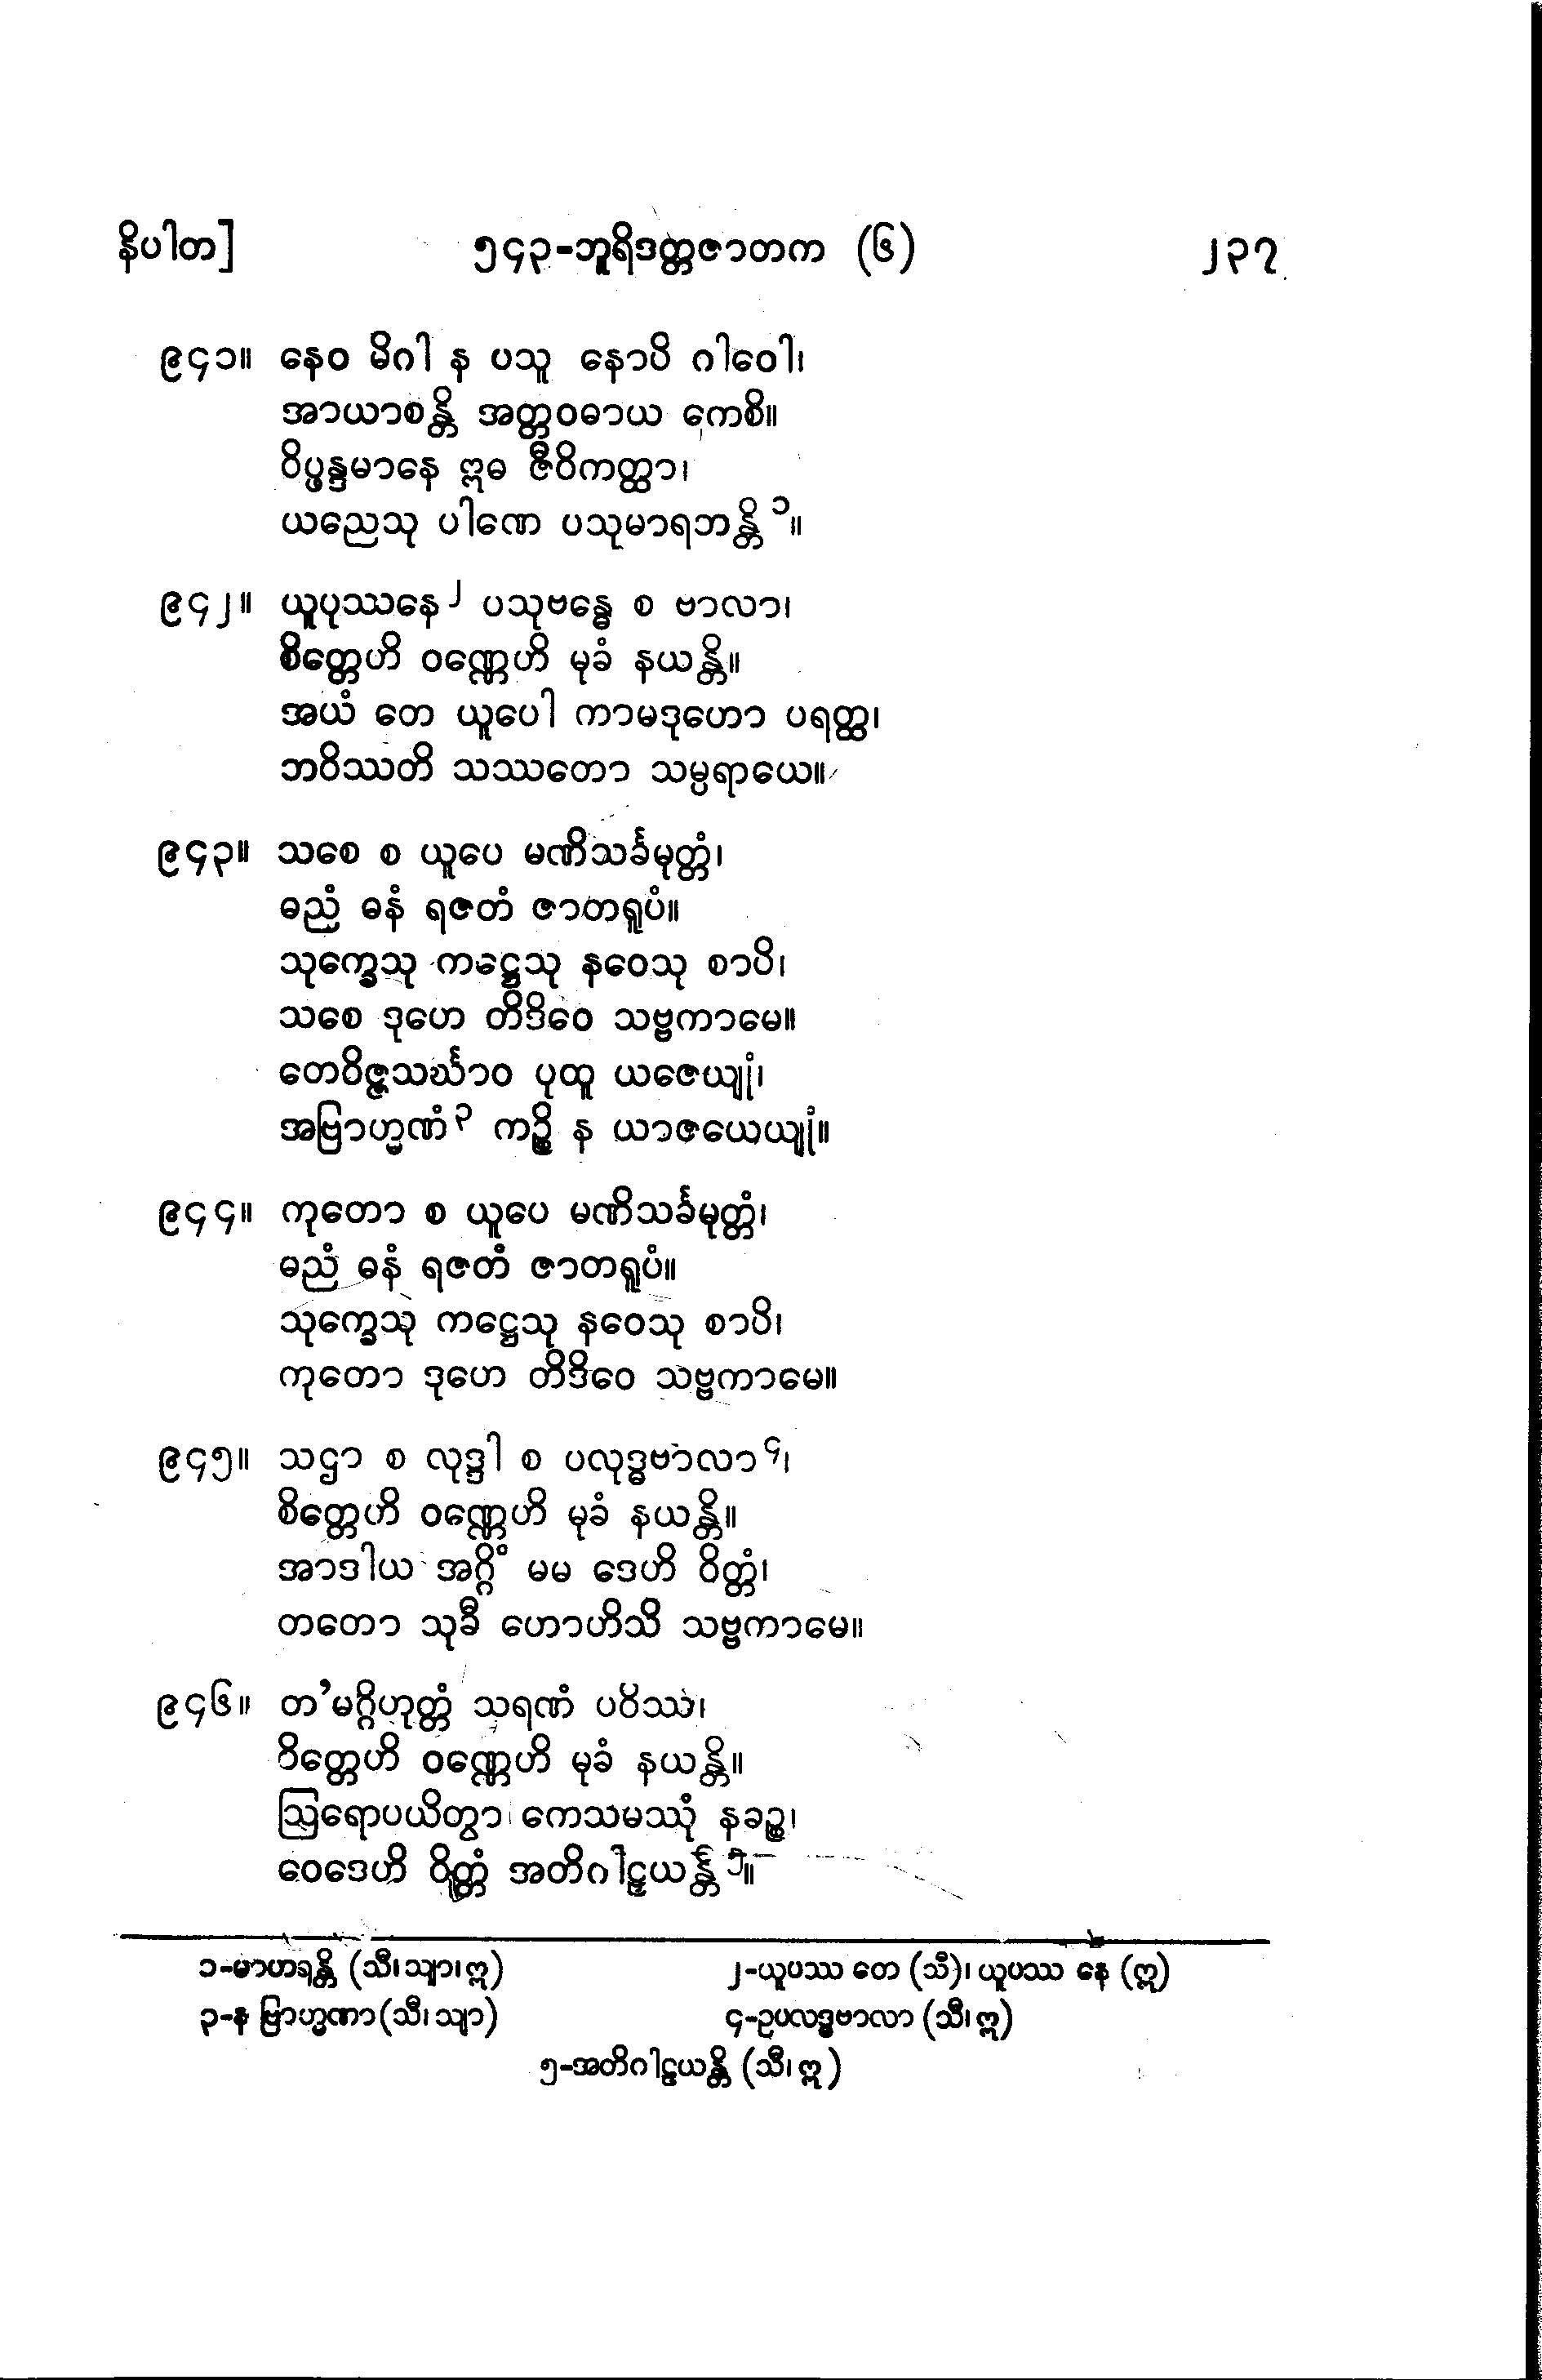 နိပါတ] ၅၄၃-ဘူရိဒတ္တဇာတက (၆) ၂၃၇
၉၄၁။ နေဝ မိဂါ န ပသူ နောပိ ဂါဝေါ၊
အာယာစန္တိ အတ္တဝဓာယ ကေစိ။
ဝိပ္ဖန္ဒမာနေ ဣဓ ဇီဝိကတ္ထာ၊
ယညေသု ပါဏေ ပသုမာရဘန္တိ ၁။
၉၄၂။ ယူပုဿနေ ၂ ပသုဗန္ဓေ စ ဗာလာ၊
စိတ္တေဟိ ဝဏ္ဏေဟိ မုခံ နယန္တိ။
အယံ တေ ယူပေါ ကာမဒုဟော ပရတ္ထ၊
ဘဝိဿတိ သဿတော သမ္ပရာယေ။
၉၄၃။ သစေ စ ယူပေ မဏိသင်္ခမုတ္တံ၊
ဓညံ ဓနံ ရဇတံ ဇာတရူပံ။
သုက္ခေသု ကဋ္ဌေသု နဝေသု စာပိ၊
သစေ ဒုဟေ တိဒိဝေ သဗ္ဗကာမေ။
တေဝိဇ္ဇသင်္ဃာဝ ပုထူ ယဇေယျုံ၊
အဗြာဟ္မဏံ ၃ ကဉ္စိ န ယာဇယေယျုံ။
၉၄၄။ ကုတော စ ယူပေ မဏိသင်္ခမုတ္တံ၊
ဓညံ ဓနံ ရဇတံ ဇာတရူပံ။
သုက္ခေသု ကဋ္ဌေသု နဝေသု စာပိ၊
ကုတော ဒုဟေ တိဒိဝေ သဗ္ဗကာမေ။
၉၄၅။ သဌာ စ လုဒ္ဒါ စ ပလုဒ္ဓဗာလာ ၄၊
စိတ္တေဟိ ဝဏ္ဏေဟိ မုခံ နယန္တိ။
အာဒါယ အဂ္ဂိံ မမ ဒေဟိ ဝိတ္တံ၊
တတော သုခီ ဟောဟိသိ သဗ္ဗကာမေ။
၉၄၆။ တ’မဂ္ဂိဟုတ္တံ သရဏံ ပဝိဿ၊
ဝိတ္တေဟိ ဝဏ္ဏေဟိ မုခံ နယန္တိ။
ဩရောပယိတွာ ကေသမဿုံ နခဉ္စ၊
ဝေဒေဟိ ဝိတ္တံ အတိဂါဠှယန္တိ ၅။
၁-မာဟရန္တိ (သီ၊သျာ၊ဣ) ၂-ယူပဿ တေ (သီ)၊ ယူပဿ နေ (ဣ)
၃-န ဗြာဟ္မဏာ (သီ၊ သျာ) ၄-ဥပလဒ္ဓဗာလာ (သီ၊ ဣ)
၅-အတိဂါဠှယန္တိ (သီ၊ ဣ)